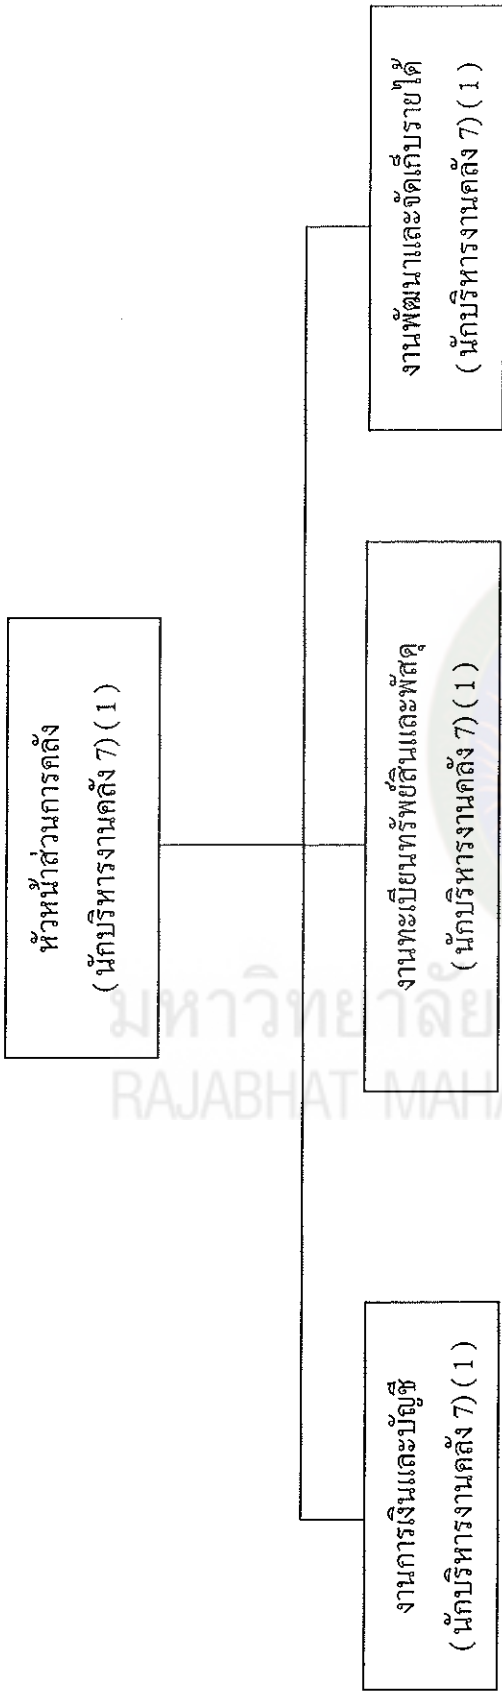 หัวหน้าส่วนการคลัง
( นักบริหารงานคลัง 7) ( 1 )
งานการเงินและบัญชี
( นักบริหารงานคลัง 7) ( 1 )
งานทะเบียนทรัพย์สินและพัสดุ
( นักบริหารงานคลัง 7) ( 1 )
งานพัฒนาและจัดเก็บรายได้
( นักบริหารงานคลัง 7) ( 1 )
มหาวิทยาลัย
RAJABHAT MAHA